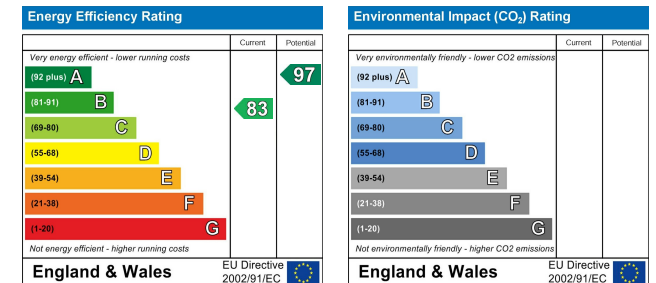 Energy Efficiency Rating
Current Potential
Very energy efficient - lower running costs
(92 plus) A
97
(81-91) B
83
(69-80) C
(55-68) D
(39-54) E
(21-38) F
(1-20) G
Not energy efficient - higher running costs
England & Wales
EU Directive
2002/91/EC
Environmental Impact (CO₂) Rating
Current Potential
Very environmentally friendly - lower CO2 emissions
(92 plus) A
(81-91) B
(69-80) C
(55-68) D
(39-54) E
(21-38) F
(1-20) G
Not environmentally friendly - higher CO2 emissions
England & Wales
EU Directive
2002/91/EC